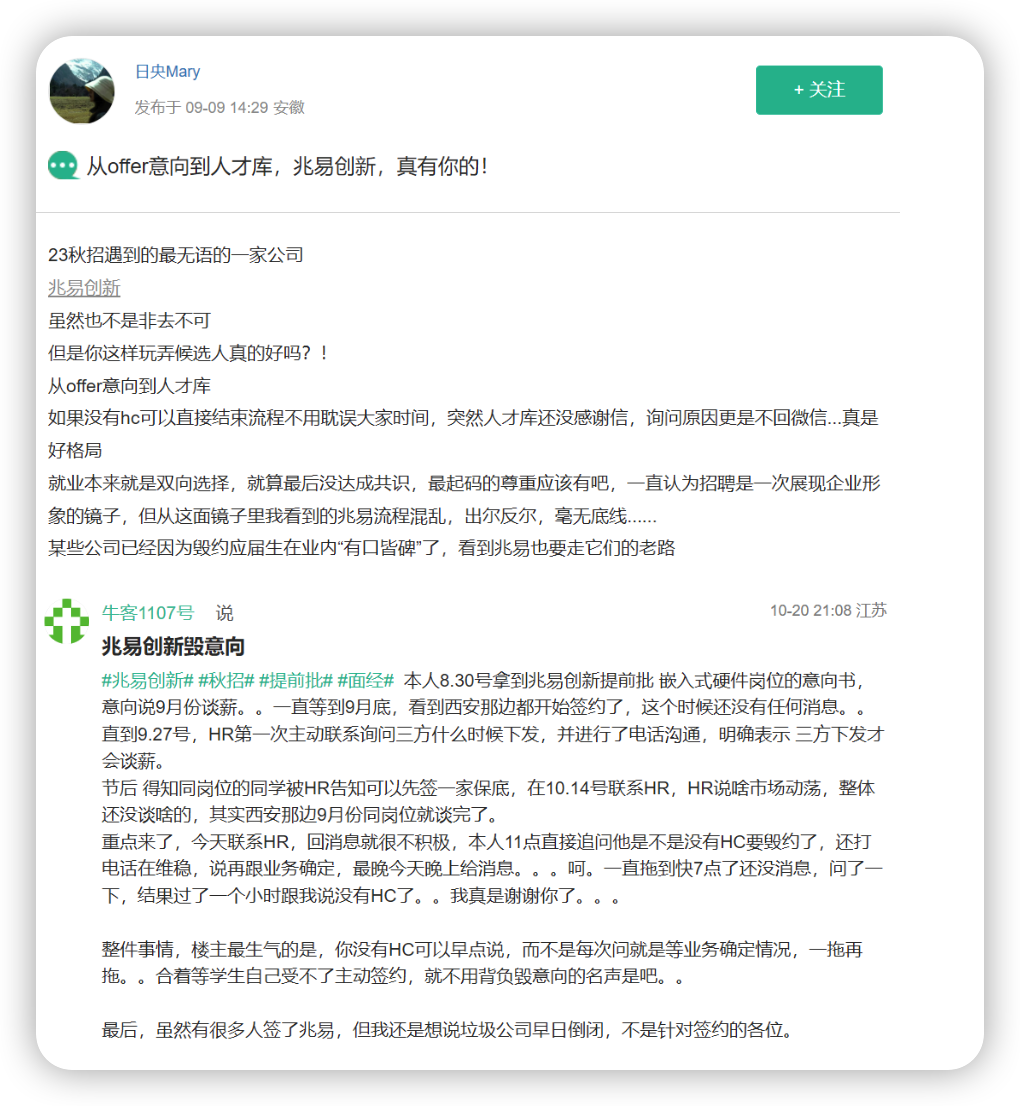 日央Mary
发布于 09-09 14:29 安徽
+ 关注
从offer意向到人才库，兆易创新，真有你的！
23秋招遇到的最无语的一家公司
兆易创新
虽然也不是非去不可
但是你这样玩弄候选人真的好吗？！
从offer意向到人才库
如果没有hc可以直接结束流程不用耽误大家时间，突然人才库还没感谢信，询问原因更是不回微信...真是
好格局
就业本来就是双向选择，就算最后没达成共识，最起码的尊重应该有吧，一直认为招聘是一次展现企业形
象的镜子，但从这面镜子里我看到的兆易流程混乱，出尔反尔，毫无底线......
某些公司已经因为毁约应届生在业内“有口皆碑”了，看到兆易也要走它们的老路
牛客1107号 说
10-20 21:08 江苏
兆易创新毁意向
#兆易创新# #秋招# #提前批# #面经# 本人8.30号拿到兆易创新提前批 嵌入式硬件岗位的意向书，
意向说9月份谈薪。。一直等到9月底，看到西安那边都开始签约了，这个时候还没有任何消息。。
直到9.27号，HR第一次主动联系询问三方什么时候下发，并进行了电话沟通，明确表示 三方下发才
会谈薪。
节后 得知同岗位的同学被HR告知可以先签一家保底，在10.14号联系HR，HR说啥市场动荡，整体
还没谈啥的，其实西安那边9月份同岗位就谈完了。
重点来了，今天联系HR，回消息就很不积极，本人11点直接追问他是不是没有HC要毁约了，还打
电话在维稳，说再跟业务确定，最晚今天晚上给消息。。。呵。一直拖到快7点了还没消息，问了一
下，结果过了一个小时跟我说没有HC了。。我真是谢谢你了。。。
整件事情，楼主最生气的是，你没有HC可以早点说，而不是每次问就是等业务确定情况，一拖再
拖。。合着等学生自己受不了主动签约，就不用背负毁意向的名声是吧。。
最后，虽然有很多人签了兆易，但我还是想说垃圾公司早日倒闭，不是针对签约的各位。